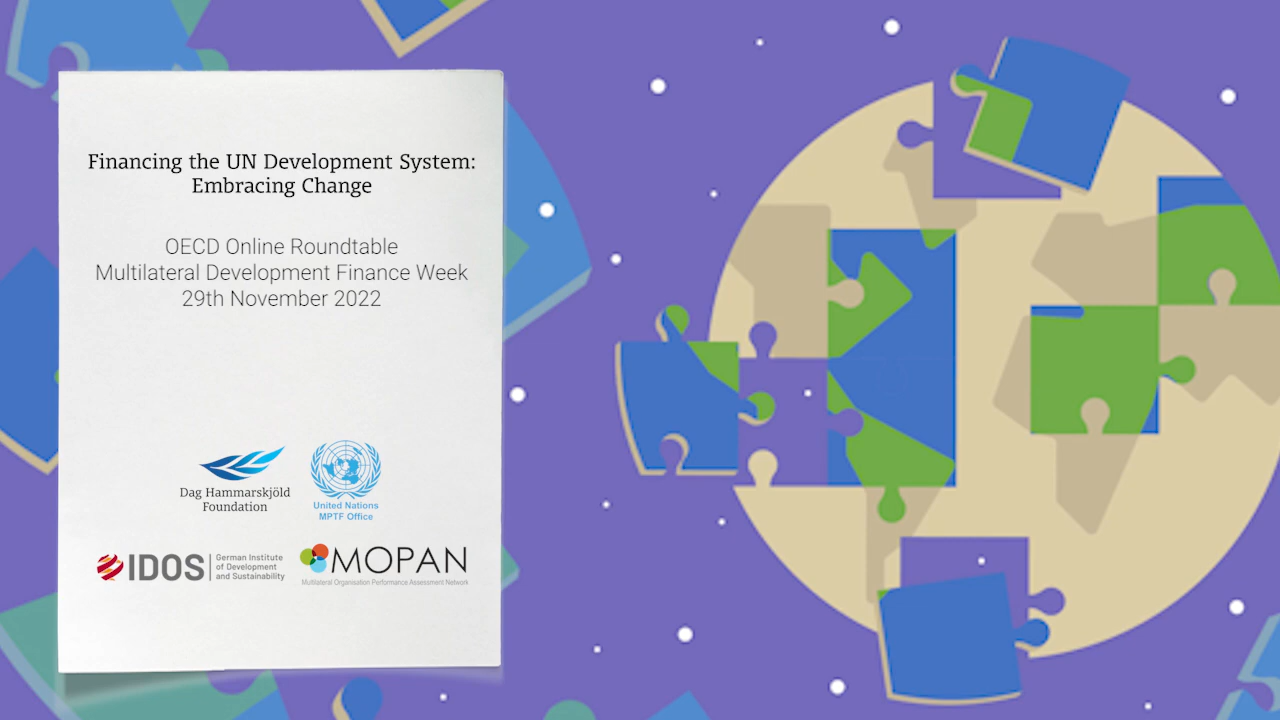 Financing the UN Development System:
Embracing Change
OECD Online Roundtable
Multilateral Development Finance Week
29th November 2022
Dag Hammarskjöld
Foundation
United Nations
MPTF Office
IDOS
German Institute
of Development
and Sustainability
MOPAN
Multilateral Organisation Performance Assessment Network